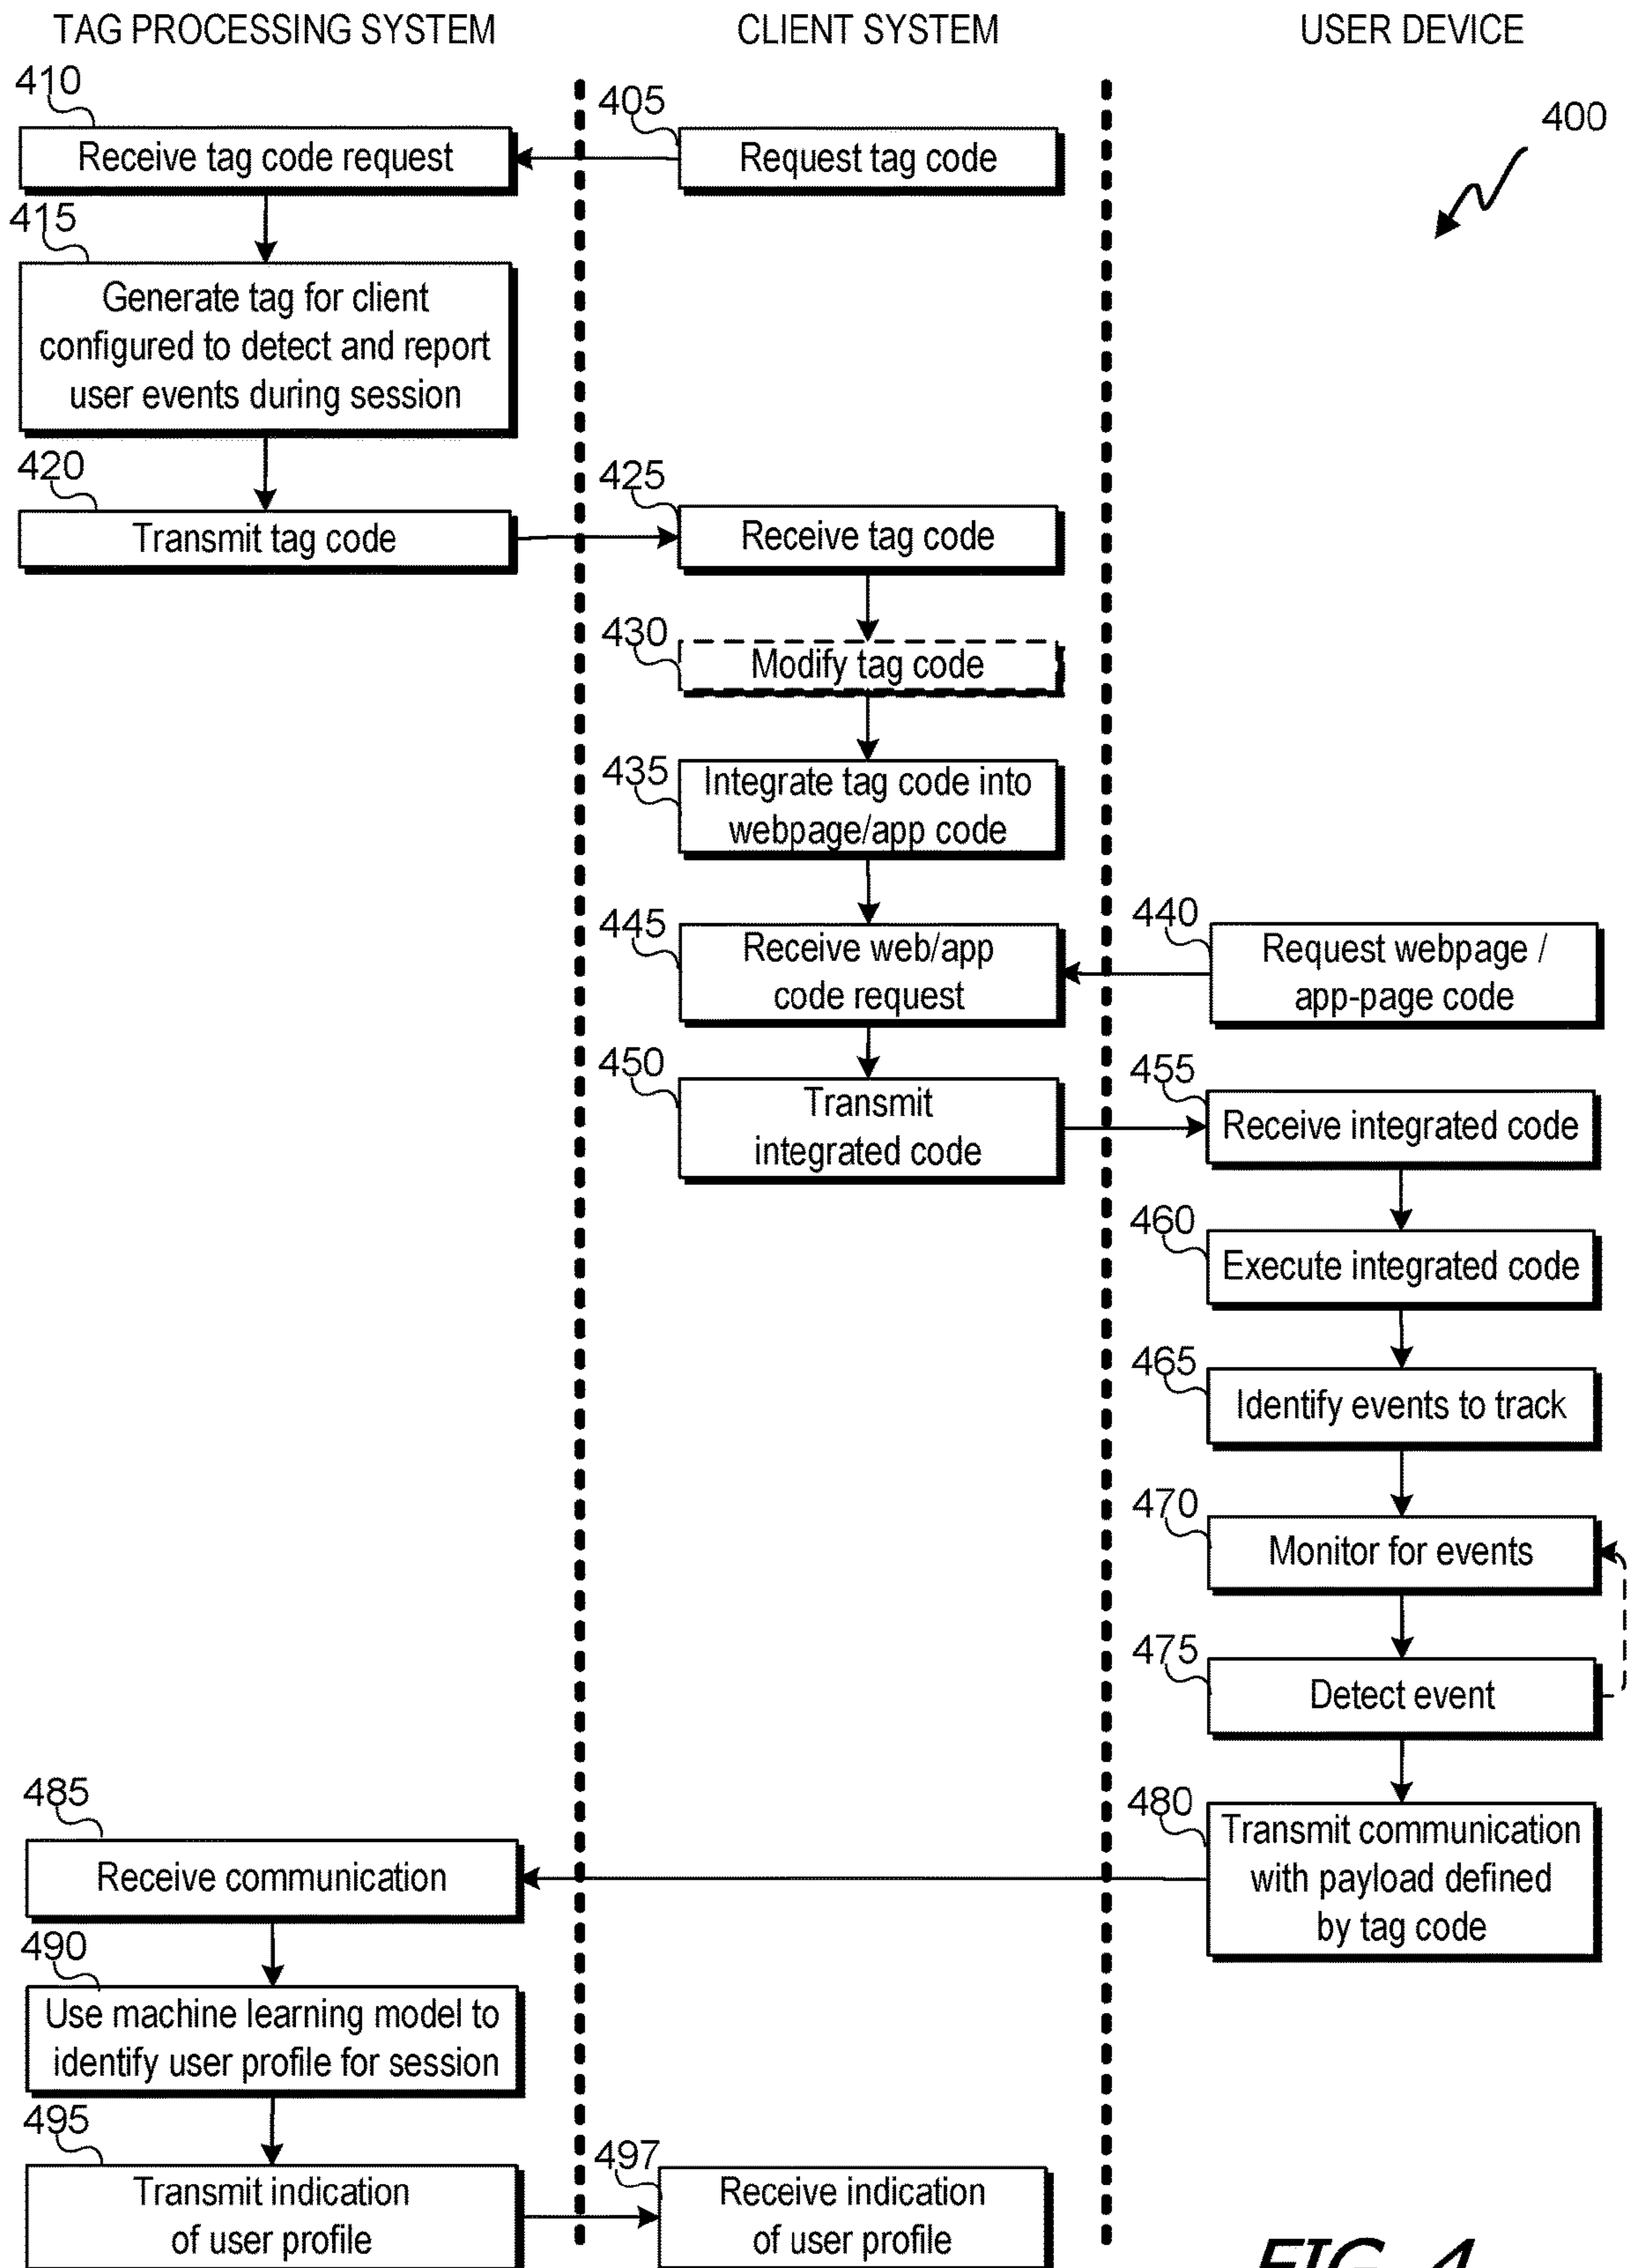 TAG PROCESSING SYSTEM
CLIENT SYSTEM
USER DEVICE
400
410
Receive tag code request
405
Request tag code
415
Generate tag for client
configured to detect and report
user events during session
420
Transmit tag code
425
Receive tag code
430
Modify tag code
435
Integrate tag code into
webpage/app code
440
Request webpage /
app-page code
445
Receive web/app
code request
450
Transmit
integrated code
455
Receive integrated code
460
Execute integrated code
465
Identify events to track
470
Monitor for events
475
Detect event
480
Transmit communication
with payload defined
by tag code
485
Receive communication
490
Use machine learning model to
identify user profile for session
495
Transmit indication
of user profile
497
Receive indication
of user profile
FIG. 4